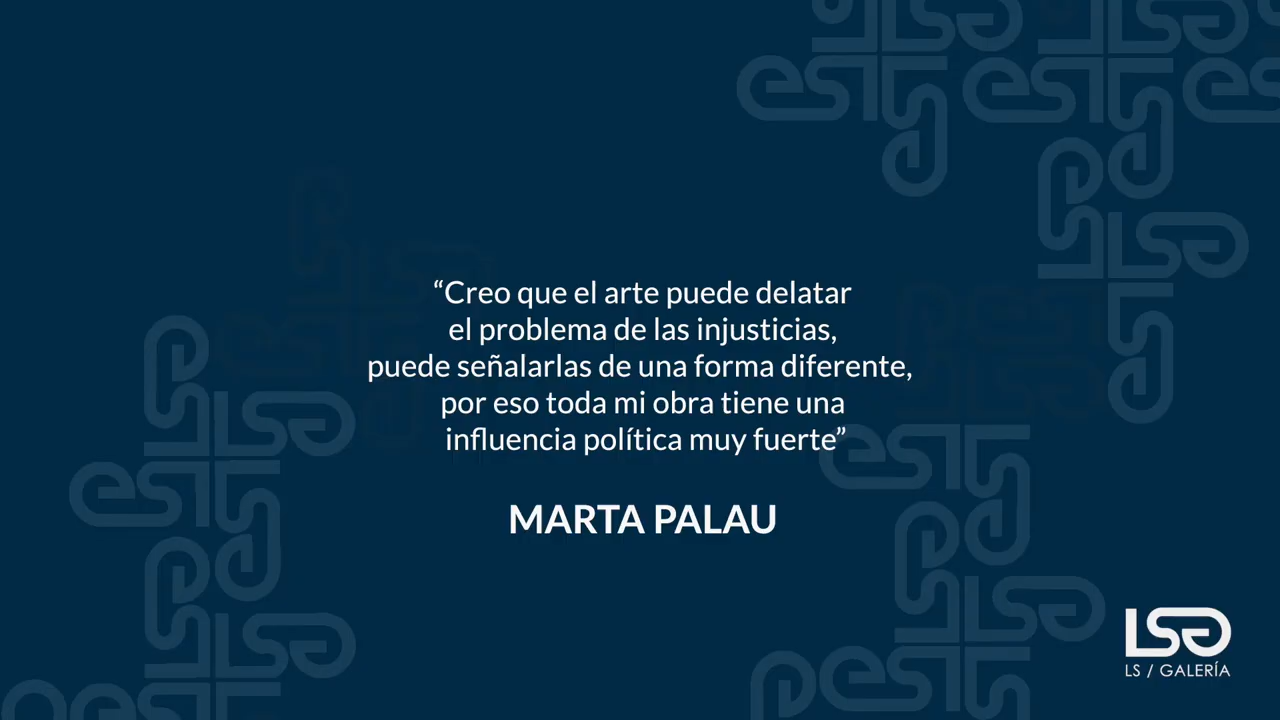 “Creo que el arte puede delatar
el problema de las injusticias,
puede señalarlas de una forma diferente,
por eso toda mi obra tiene una
influencia política muy fuerte”
MARTA PALAU
LSG
LS / GALERÍA